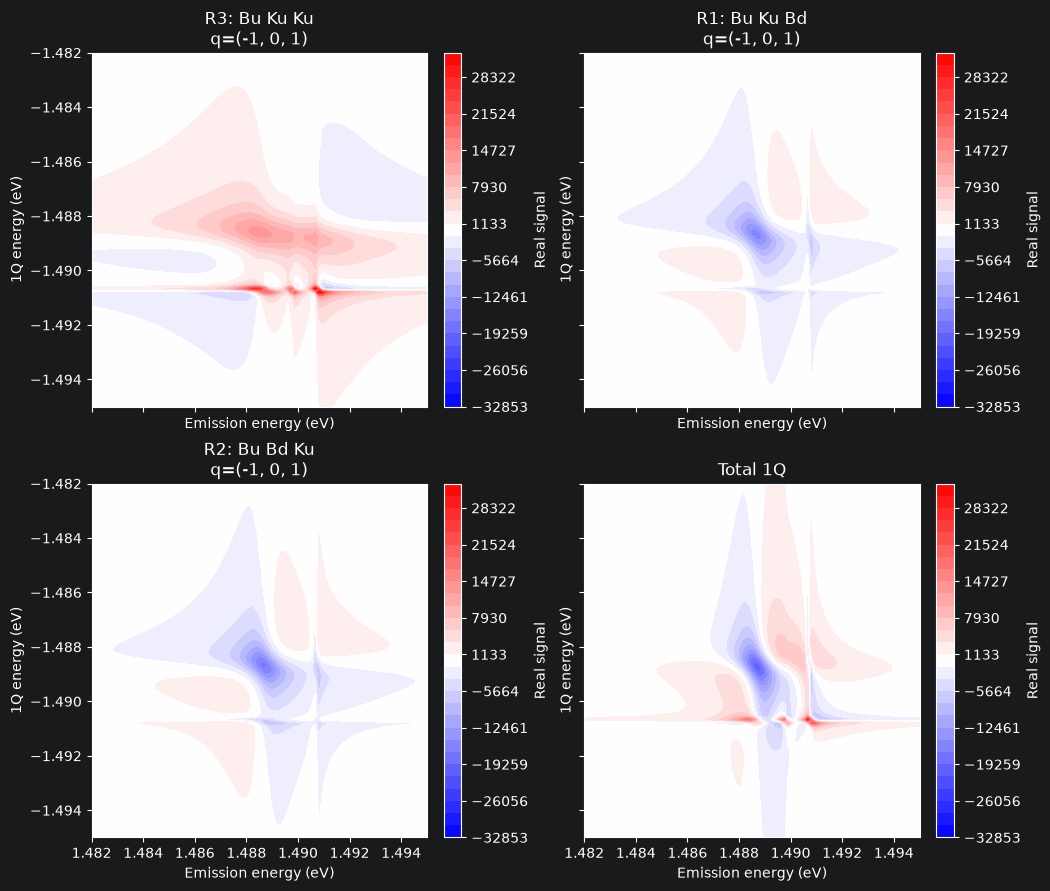 R3: Bu Ku Ku
q=(-1, 0, 1)
R1: Bu Ku Bd
q=(-1, 0, 1)
−1.482
−1.484
−1.486
−1.488
−1.490
−1.492
−1.494
1Q energy (eV)
Emission energy (eV)
28322
21524
14727
7930
1133
−5664
−12461
−19259
−26056
−32853
Real signal
1Q energy (eV)
Emission energy (eV)
28322
21524
14727
7930
1133
−5664
−12461
−19259
−26056
−32853
Real signal
R2: Bu Bd Ku
q=(-1, 0, 1)
Total 1Q
−1.482
−1.484
−1.486
−1.488
−1.490
−1.492
−1.494
1Q energy (eV)
1.482 1.484 1.486 1.488 1.490 1.492 1.494
Emission energy (eV)
28322
21524
14727
7930
1133
−5664
−12461
−19259
−26056
−32853
Real signal
1Q energy (eV)
1.482 1.484 1.486 1.488 1.490 1.492 1.494
Emission energy (eV)
28322
21524
14727
7930
1133
−5664
−12461
−19259
−26056
−32853
Real signal